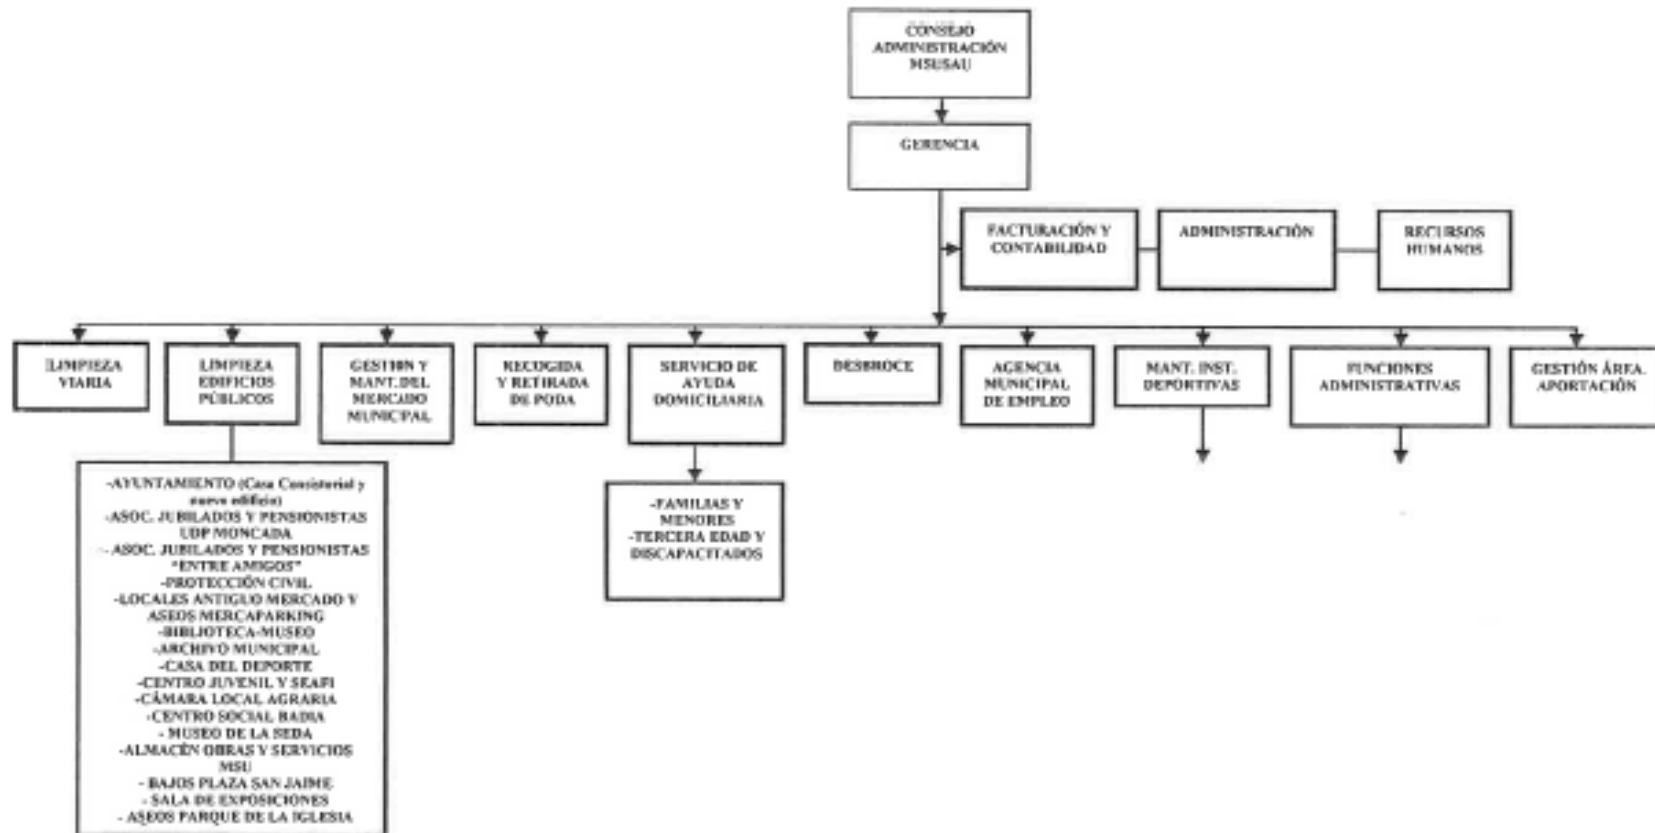 CONSEJO
ADMINISTRACIÓN
MSUSAU
GERENCIA
FACTURACIÓN Y
CONTABILIDAD
ADMINISTRACIÓN
RECURSOS
HUMANOS
LIMPIEZA
VIARIA
LIMPIEZA
EDIFICIOS
PÚBLICOS
GESTION Y
MANT. DEL
MERCADO
MUNICIPAL
RECOGIDA
Y RETIRADA
DE PODA
SERVICIO DE
AYUDA
DOMICILIARIA
DESBROCE
AGENCIA
MUNICIPAL
DE EMPLEO
MANT. INST.
DEPORTIVAS
FUNCIONES
ADMINISTRATIVAS
GESTIÓN ÁREA.
APORTACIÓN
-AYUNTAMIENTO (Casa Consistorial y
nuevo edificio)
-ASOC. JUBILADOS Y PENSIONISTAS
UDP MONCADA
- ASOC. JUBILADOS Y PENSIONISTAS
"ENTRE AMIGOS"
-PROTECCIÓN CIVIL
-LOCALES ANTIGUO MERCADO Y
ASEOS MERCAPARKING
-BIBLIOTECA-MUSEO
-ARCHIVO MUNICIPAL
-CASA DEL DEPORTE
-CENTRO JUVENIL Y SEAFI
-CÁMARA LOCAL AGRARIA
-CENTRO SOCIAL BADIA
- MUSEO DE LA SEDA
-ALMACÉN OBRAS Y SERVICIOS
MSU
- BAJOS PLAZA SAN JAIME
- SALA DE EXPOSICIONES
- ASEOS PARQUE DE LA IGLESIA
-FAMILIAS Y
MENORES
-TERCERA EDAD Y
DISCAPACITADOS